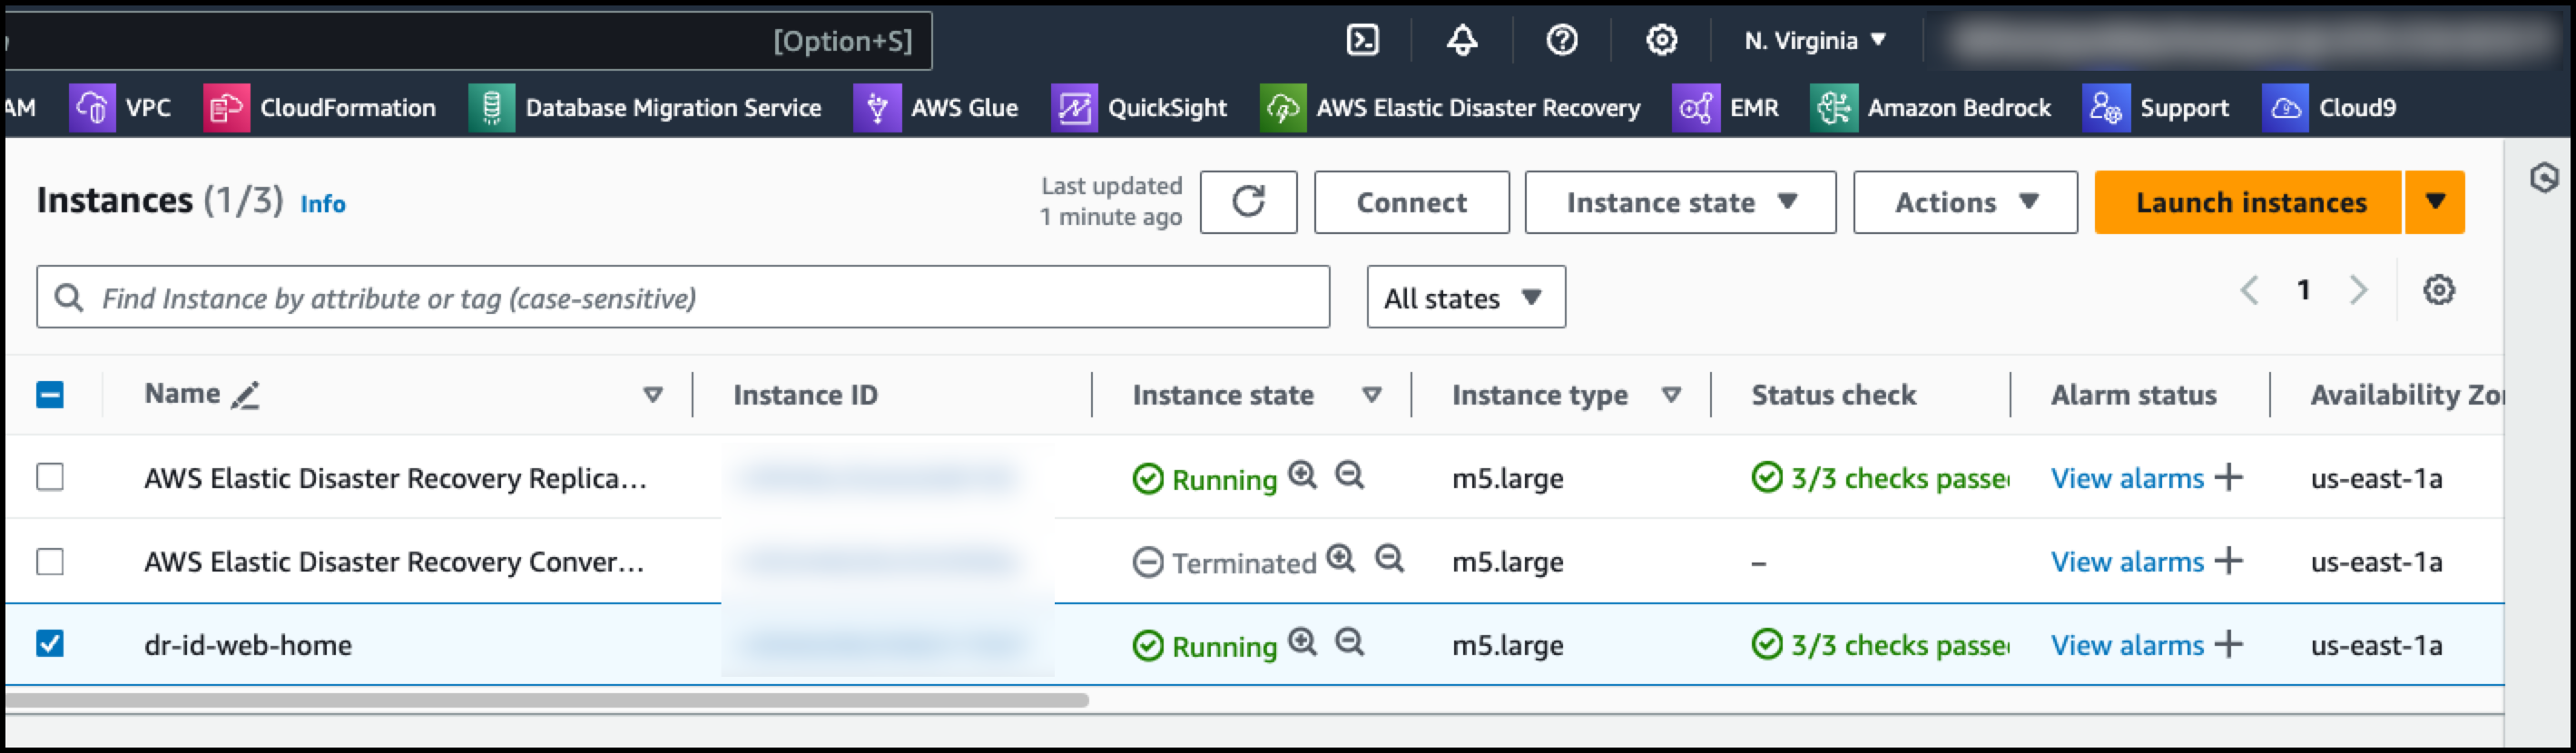 [Option+S] N. Virginia
AM VPC CloudFormation Database Migration Service AWS Glue QuickSight AWS Elastic Disaster Recovery EMR Amazon Bedrock Support Cloud9
Instances (1/3) Info
Last updated
1 minute ago
Connect Instance state Actions Launch instances
Find Instance by attribute or tag (case-sensitive) All states 1
Name Instance ID Instance state Instance type Status check Alarm status Availability Zo
AWS Elastic Disaster Recovery Replica... Running m5.large 3/3 checks passe View alarms + us-east-1a
AWS Elastic Disaster Recovery Conver... Terminated m5.large – View alarms + us-east-1a
dr-id-web-home Running m5.large 3/3 checks passe View alarms + us-east-1a